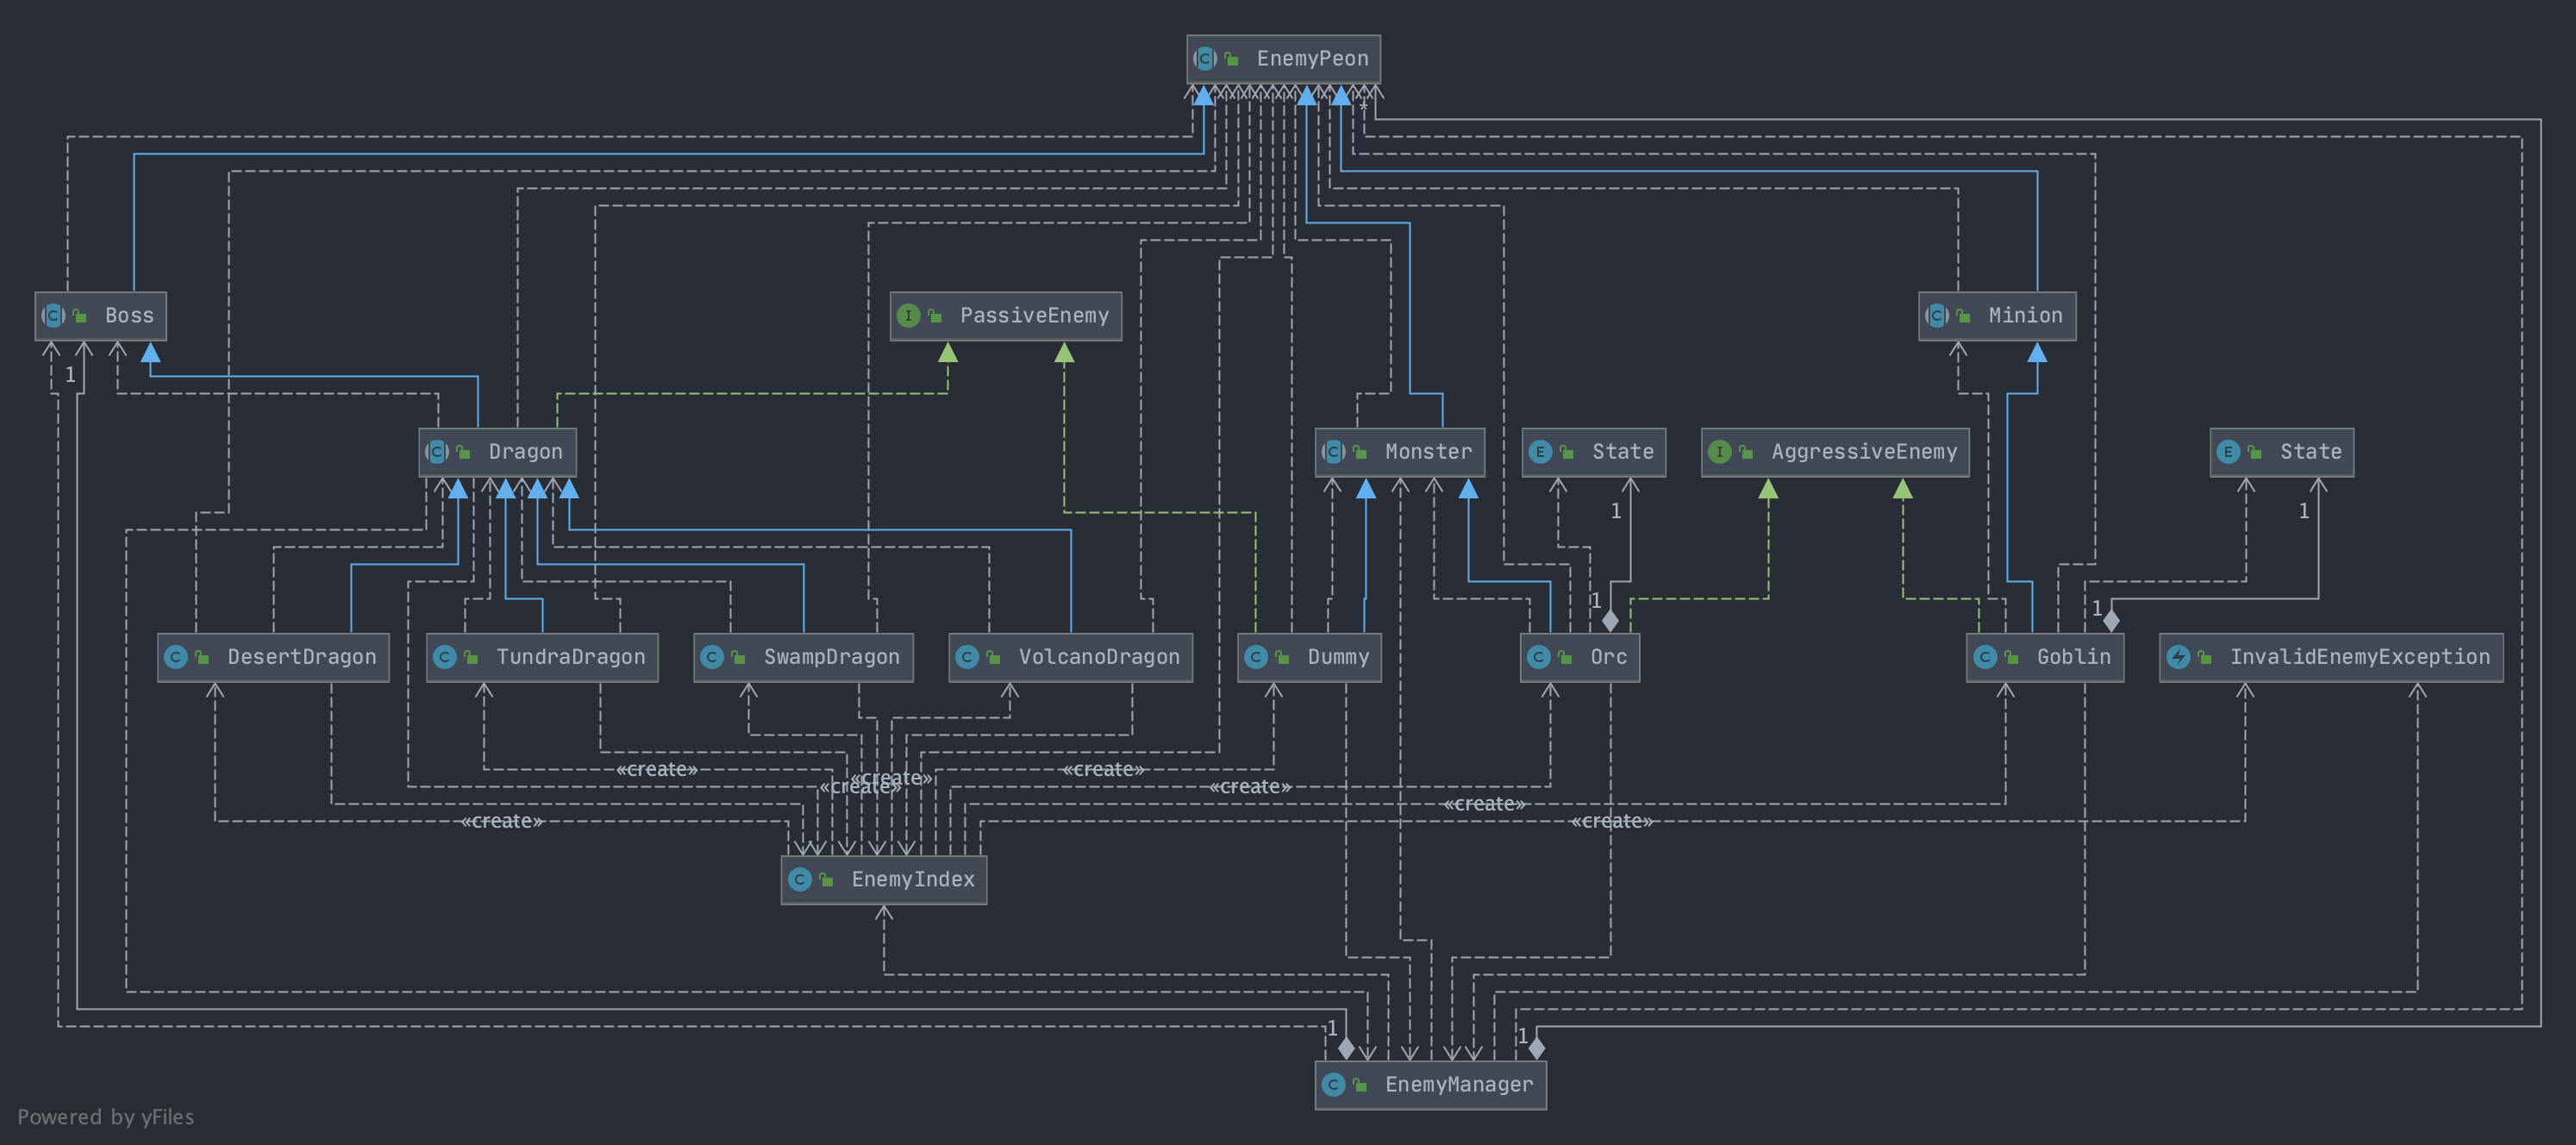 EnemyPeon
*
Boss
PassiveEnemy
Minion
1
Dragon
Monster
State
AggressiveEnemy
State
1
1
1
1
DesertDragon
TundraDragon
SwampDragon
VolcanoDragon
Dummy
Orc
Goblin
InvalidEnemyException
«create»
«create»
«create»
«create»
«create»
«create»
«create»
«create»
EnemyIndex
1
1
EnemyManager
Powered by yFiles